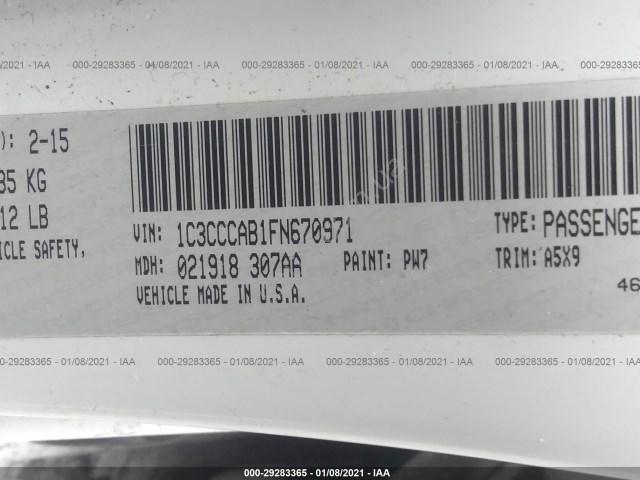 /2021 - IAA 000-29283365 - 01/08/2021 - IAA 000-29283365 - 01/08/2021 - IAA 000-29283365 - 01/08/2021 - IAA
): 2-15
35 KG
12 LB
VIN: 1C3CCCAB1FN670971 TYPE: PASSENGE
ICLE SAFETY,
MDH: 021918 307AA PAINT: PW7 TRIM: A5X9
VEHICLE MADE IN U.S.A. 46
000-29283365 - 01/08/2021 - IAA 000-29283365 - 01/08/2021 - IAA 000-29283365 - 01/08/2021 - IAA 000-29283365
000-29283365 - 01/08/2021 - IAA